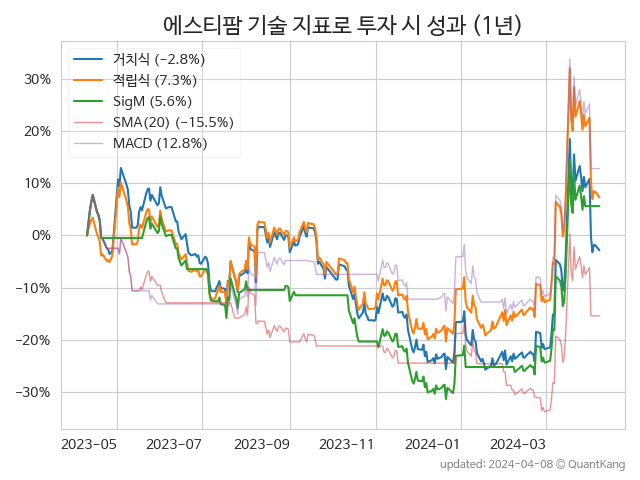 에스티팜 기술 지표로 투자 시 성과 (1년)
거치식 (−2.8%)
적립식 (7.3%)
SigM (5.6%)
SMA(20) (−15.5%)
MACD (12.8%)
30%
20%
10%
0%
−10%
−20%
−30%
2023-05 2023-07 2023-09 2023-11 2024-01 2024-03
updated: 2024-04-08 © QuantKang